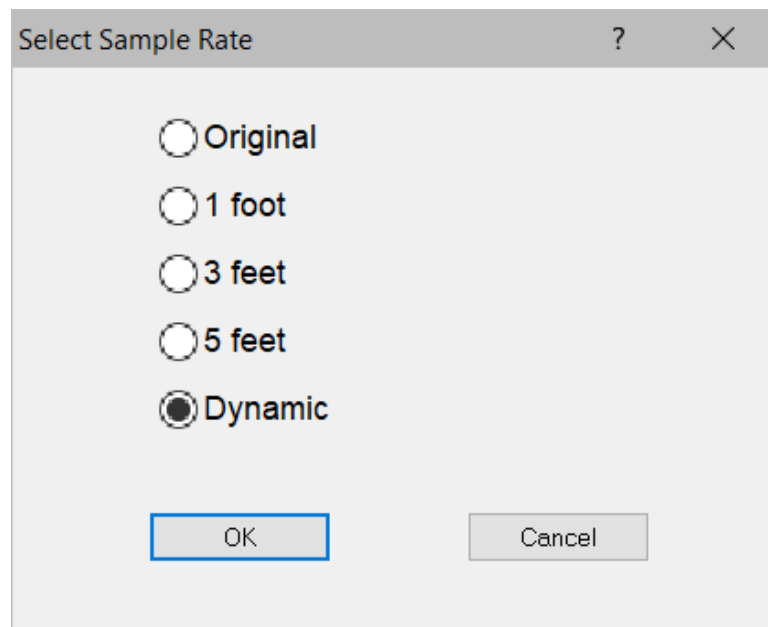 Select Sample Rate ?
Original
1 foot
3 feet
5 feet
Dynamic
OK Cancel